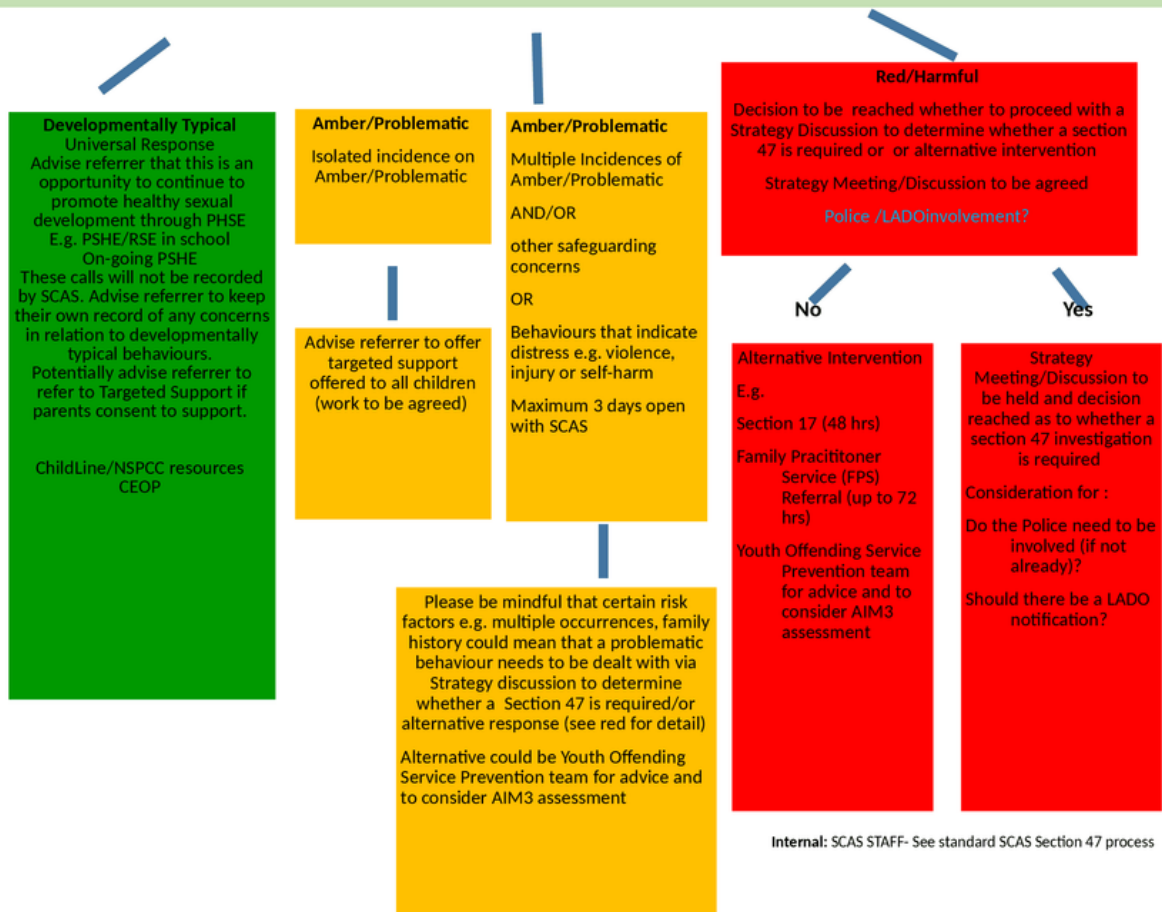 Developmentally Typical
Universal Response
Advise referrer that this is an
opportunity to continue to
promote healthy sexual
development through PHSE
E.g. PSHE/RSE in school
On-going PSHE
These calls will not be recorded
by SCAS. Advise referrer to keep
their own record of any concerns
in relation to developmentally
typical behaviours.
Potentially advise referrer to
refer to Targeted Support if
parents consent to support.
ChildLine/NSPCC resources
CEOP
Amber/Problematic
Isolated incidence on
Amber/Problematic
Advise referrer to offer
targeted support
offered to all children
(work to be agreed)
Amber/Problematic
Multiple Incidences of
Amber/Problematic
AND/OR
other safeguarding
concerns
OR
Behaviours that indicate
distress e.g. violence,
injury or self-harm
Maximum 3 days open
with SCAS
Please be mindful that certain risk
factors e.g. multiple occurrences, family
history could mean that a problematic
behaviour needs to be dealt with via
Strategy discussion to determine
whether a Section 47 is required/or
alternative response (see red for detail)
Alternative could be Youth Offending
Service Prevention team for advice and
to consider AIM3 assessment
Red/Harmful
Decision to be reached whether to proceed with a
Strategy Discussion to determine whether a section
47 is required or or alternative intervention
Strategy Meeting/Discussion to be agreed
Police /LADOinvolvement?
No
Alternative Intervention
E.g.
Section 17 (48 hrs)
Family Practitoner
Service (FPS)
Referral (up to 72
hrs)
Youth Offending Service
Prevention team
for advice and to
consider AIM3
assessment
Yes
Strategy
Meeting/Discussion to
be held and decision
reached as to whether a
section 47 investigation
is required
Consideration for :
Do the Police need to be
involved (if not
already)?
Should there be a LADO
notification?
Internal: SCAS STAFF- See standard SCAS Section 47 process